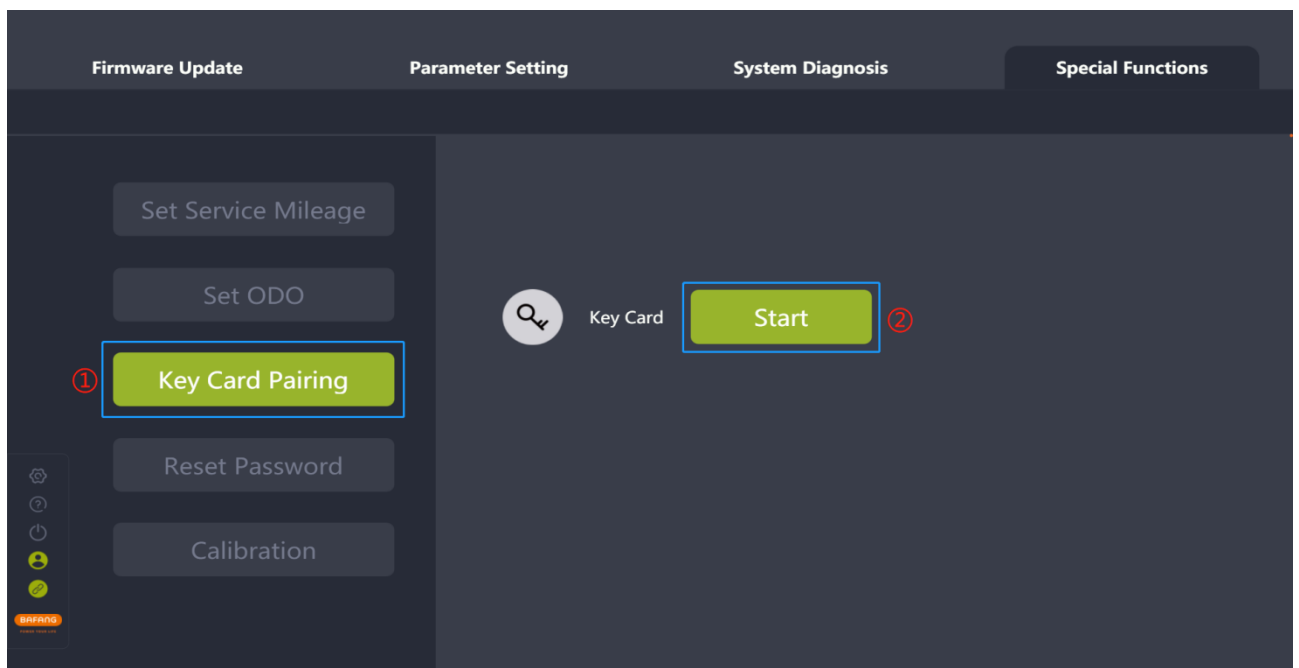 Firmware Update
Parameter Setting
System Diagnosis
Special Functions
Set Service Mileage
Set ODO
Key Card
Start
②
①
Key Card Pairing
Reset Password
Calibration
BAFANG